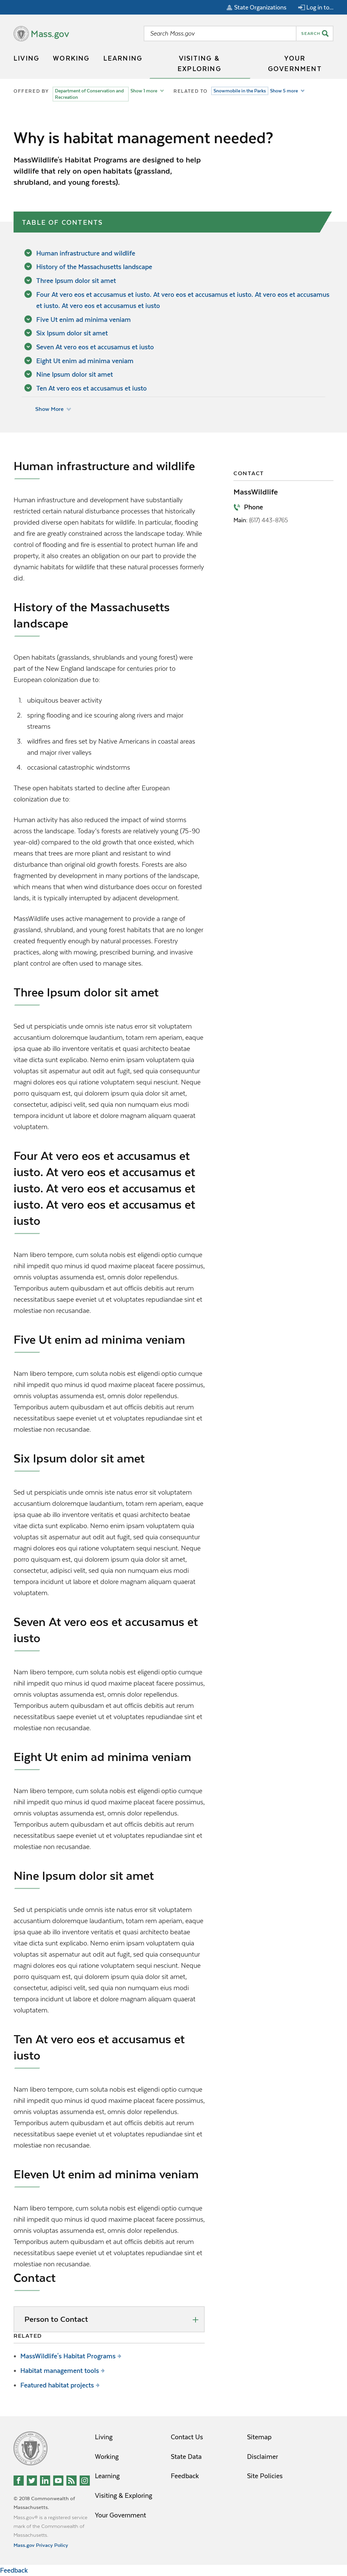 State Organizations
Log in to...
Mass.gov
Search Mass.gov
SEARCH
LIVING
WORKING
LEARNING
VISITING &
EXPLORING
YOUR
GOVERNMENT
OFFERED BY
Department of Conservation and
Recreation
Show 1 more
RELATED TO
Snowmobile in the Parks
Show 5 more
Why is habitat management needed?
MassWildlife's Habitat Programs are designed to help
wildlife that rely on open habitats (grassland,
shrubland, and young forests).
TABLE OF CONTENTS
Human infrastructure and wildlife
History of the Massachusetts landscape
Three Ipsum dolor sit amet
Four At vero eos et accusamus et iusto. At vero eos et accusamus et iusto. At vero eos et accusamus
et iusto. At vero eos et accusamus et iusto
Five Ut enim ad minima veniam
Six Ipsum dolor sit amet
Seven At vero eos et accusamus et iusto
Eight Ut enim ad minima veniam
Nine Ipsum dolor sit amet
Ten At vero eos et accusamus et iusto
Show More
Human infrastructure and wildlife
Human infrastructure and development have substantially
restricted certain natural disturbance processes that historically
provided diverse open habitats for wildlife. In particular, flooding
and fire are greatly constrained across the landscape today. While
control of flooding and fire is essential to protect human life and
property, it also creates an obligation on our part to provide the
dynamic habitats for wildlife that these natural processes formerly
did.
CONTACT
MassWildlife
Phone
Main: (617) 443-8765
History of the Massachusetts
landscape
Open habitats (grasslands, shrublands and young forest) were
part of the New England landscape for centuries prior to
European colonization due to:
1. ubiquitous beaver activity
2. spring flooding and ice scouring along rivers and major
streams
3. wildfires and fires set by Native Americans in coastal areas
and major river valleys
4. occasional catastrophic windstorms
These open habitats started to decline after European
colonization due to:
Human activity has also reduced the impact of wind storms
across the landscape. Today's forests are relatively young (75-90
year-old) compared to the old growth that once existed, which
means that trees are more pliant and resistant to wind
disturbance than original old growth forests. Forests are also
fragmented by development in many portions of the landscape,
which means that when wind disturbance does occur on forested
lands, it is typically interrupted by adjacent development.
MassWildlife uses active management to provide a range of
grassland, shrubland, and young forest habitats that are no longer
created frequently enough by natural processes. Forestry
practices, along with mowing, prescribed burning, and invasive
plant control are often used to manage sites.
Three Ipsum dolor sit amet
Sed ut perspiciatis unde omnis iste natus error sit voluptatem
accusantium doloremque laudantium, totam rem aperiam, eaque
ipsa quae ab illo inventore veritatis et quasi architecto beatae
vitae dicta sunt explicabo. Nemo enim ipsam voluptatem quia
voluptas sit aspernatur aut odit aut fugit, sed quia consequuntur
magni dolores eos qui ratione voluptatem sequi nesciunt. Neque
porro quisquam est, qui dolorem ipsum quia dolor sit amet,
consectetur, adipisci velit, sed quia non numquam eius modi
tempora incidunt ut labore et dolore magnam aliquam quaerat
voluptatem.
Four At vero eos et accusamus et
iusto. At vero eos et accusamus et
iusto. At vero eos et accusamus et
iusto. At vero eos et accusamus et
iusto
Nam libero tempore, cum soluta nobis est eligendi optio cumque
nihil impedit quo minus id quod maxime placeat facere possimus,
omnis voluptas assumenda est, omnis dolor repellendus.
Temporibus autem quibusdam et aut officiis debitis aut rerum
necessitatibus saepe eveniet ut et voluptates repudiandae sint et
molestiae non recusandae.
Five Ut enim ad minima veniam
Nam libero tempore, cum soluta nobis est eligendi optio cumque
nihil impedit quo minus id quod maxime placeat facere possimus,
omnis voluptas assumenda est, omnis dolor repellendus.
Temporibus autem quibusdam et aut officiis debitis aut rerum
necessitatibus saepe eveniet ut et voluptates repudiandae sint et
molestiae non recusandae.
Six Ipsum dolor sit amet
Sed ut perspiciatis unde omnis iste natus error sit voluptatem
accusantium doloremque laudantium, totam rem aperiam, eaque
ipsa quae ab illo inventore veritatis et quasi architecto beatae
vitae dicta sunt explicabo. Nemo enim ipsam voluptatem quia
voluptas sit aspernatur aut odit aut fugit, sed quia consequuntur
magni dolores eos qui ratione voluptatem sequi nesciunt. Neque
porro quisquam est, qui dolorem ipsum quia dolor sit amet,
consectetur, adipisci velit, sed quia non numquam eius modi
tempora incidunt ut labore et dolore magnam aliquam quaerat
voluptatem.
Seven At vero eos et accusamus et
iusto
Nam libero tempore, cum soluta nobis est eligendi optio cumque
nihil impedit quo minus id quod maxime placeat facere possimus,
omnis voluptas assumenda est, omnis dolor repellendus.
Temporibus autem quibusdam et aut officiis debitis aut rerum
necessitatibus saepe eveniet ut et voluptates repudiandae sint et
molestiae non recusandae.
Eight Ut enim ad minima veniam
Nam libero tempore, cum soluta nobis est eligendi optio cumque
nihil impedit quo minus id quod maxime placeat facere possimus,
omnis voluptas assumenda est, omnis dolor repellendus.
Temporibus autem quibusdam et aut officiis debitis aut rerum
necessitatibus saepe eveniet ut et voluptates repudiandae sint et
molestiae non recusandae.
Nine Ipsum dolor sit amet
Sed ut perspiciatis unde omnis iste natus error sit voluptatem
accusantium doloremque laudantium, totam rem aperiam, eaque
ipsa quae ab illo inventore veritatis et quasi architecto beatae
vitae dicta sunt explicabo. Nemo enim ipsam voluptatem quia
voluptas sit aspernatur aut odit aut fugit, sed quia consequuntur
magni dolores eos qui ratione voluptatem sequi nesciunt. Neque
porro quisquam est, qui dolorem ipsum quia dolor sit amet,
consectetur, adipisci velit, sed quia non numquam eius modi
tempora incidunt ut labore et dolore magnam aliquam quaerat
voluptatem.
Ten At vero eos et accusamus et
iusto
Nam libero tempore, cum soluta nobis est eligendi optio cumque
nihil impedit quo minus id quod maxime placeat facere possimus,
omnis voluptas assumenda est, omnis dolor repellendus.
Temporibus autem quibusdam et aut officiis debitis aut rerum
necessitatibus saepe eveniet ut et voluptates repudiandae sint et
molestiae non recusandae.
Eleven Ut enim ad minima veniam
Nam libero tempore, cum soluta nobis est eligendi optio cumque
nihil impedit quo minus id quod maxime placeat facere possimus,
omnis voluptas assumenda est, omnis dolor repellendus.
Temporibus autem quibusdam et aut officiis debitis aut rerum
necessitatibus saepe eveniet ut et voluptates repudiandae sint et
molestiae non recusandae.
Contact
Person to Contact
RELATED
MassWildlife's Habitat Programs
Habitat management tools
Featured habitat projects
Living
Working
Learning
Visiting & Exploring
Your Government
Contact Us
State Data
Feedback
Sitemap
Disclaimer
Site Policies
© 2018 Commonwealth of
Massachusetts.
Mass.gov® is a registered service
mark of the Commonwealth of
Massachusetts.
Mass.gov Privacy Policy
Feedback